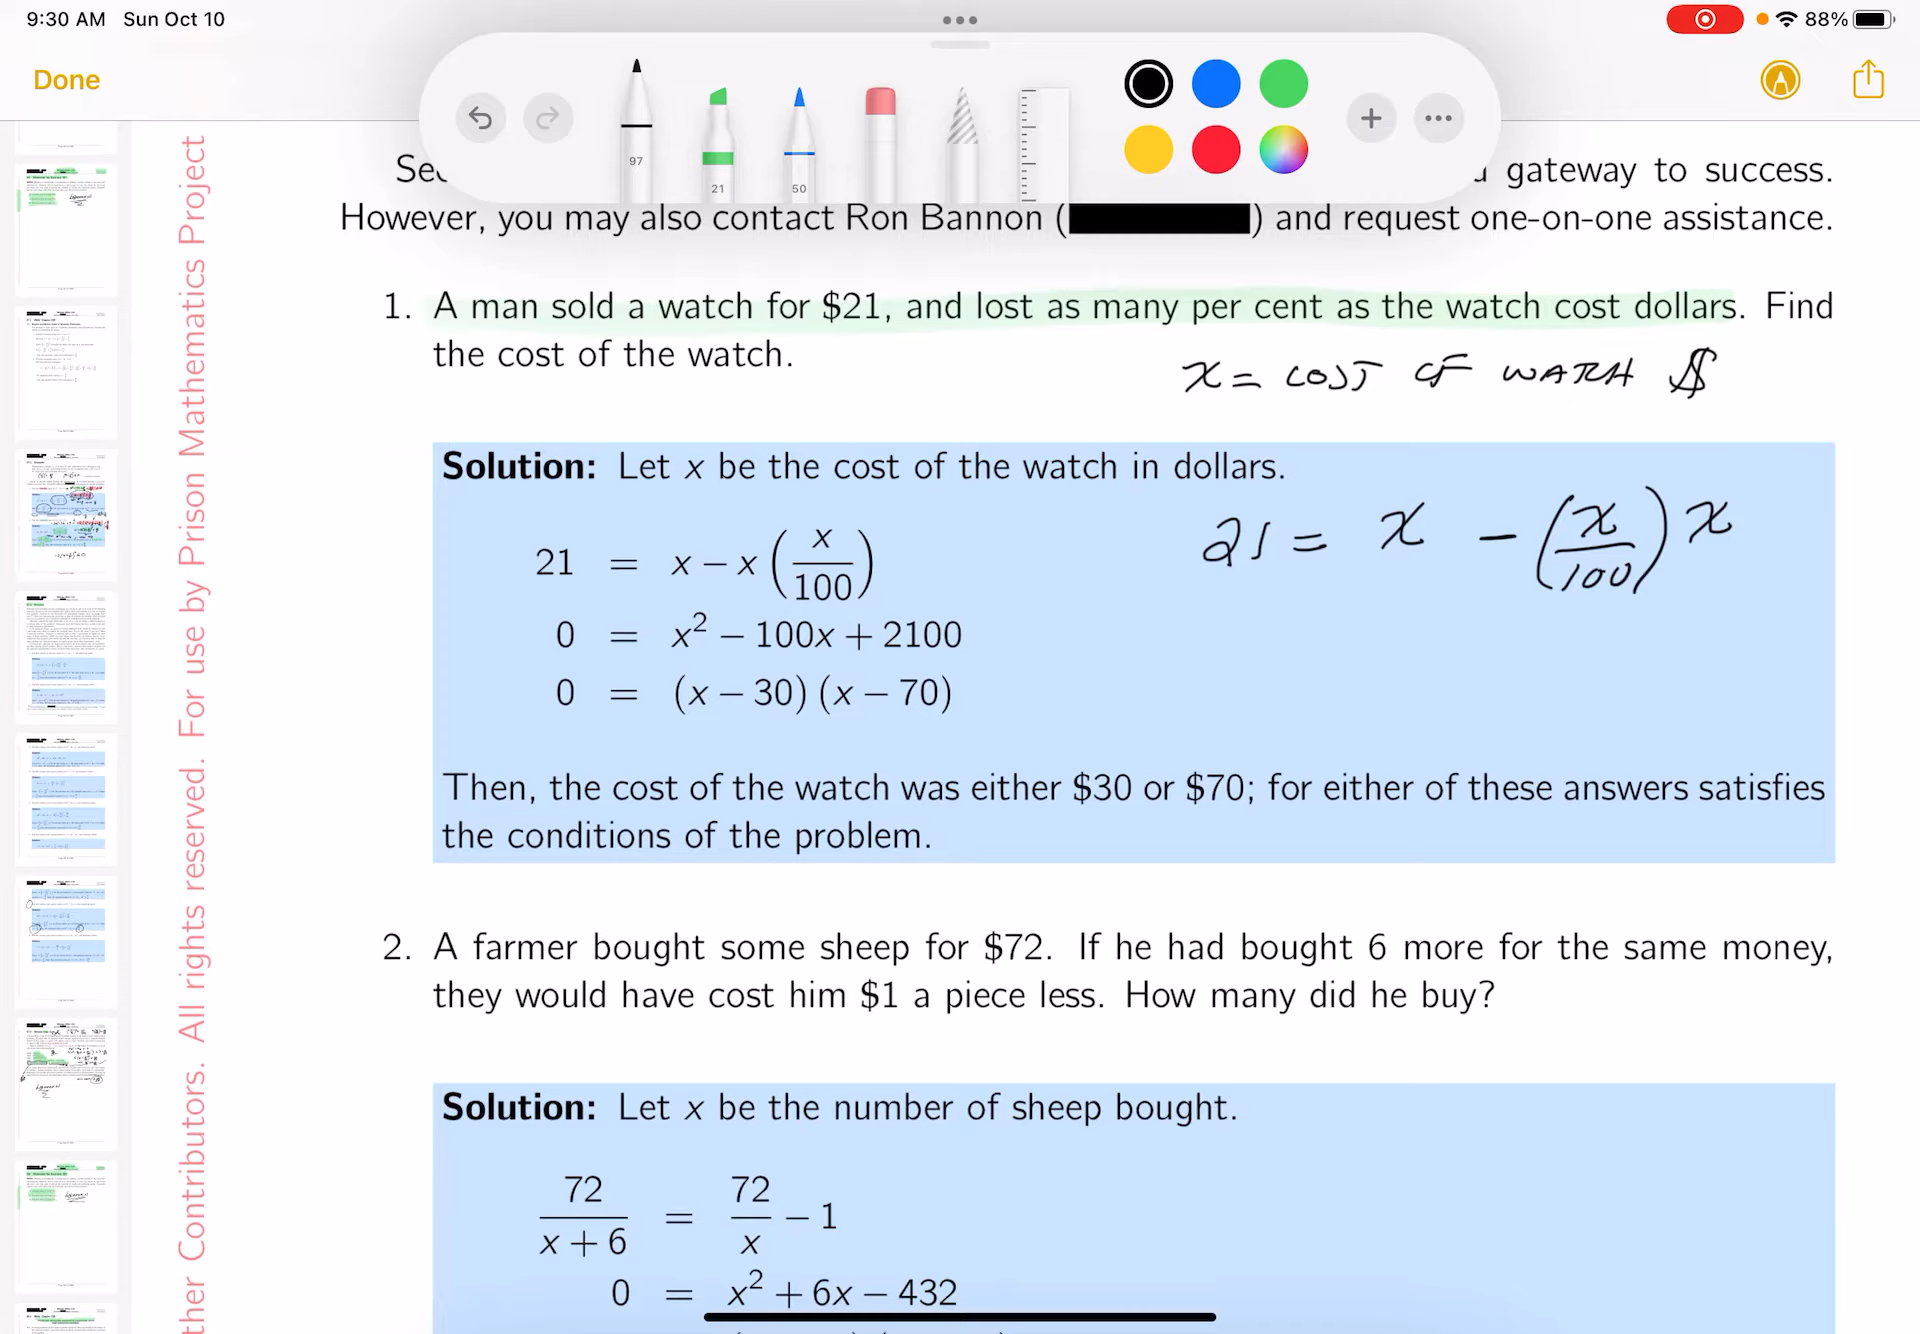 9:30 AM Sun Oct 10
88%
Done
97
21
50
gateway to success.
However, you may also contact Ron Bannon ( ) and request one-on-one assistance.
1. A man sold a watch for $21, and lost as many per cent as the watch cost dollars. Find
the cost of the watch.
x = COST OF WATCH $
Solution: Let x be the cost of the watch in dollars.
21 = x − x (x/100)
21 = x − (x/100) x
0 = x² − 100x + 2100
0 = (x − 30) (x − 70)
Then, the cost of the watch was either $30 or $70; for either of these answers satisfies
the conditions of the problem.
2. A farmer bought some sheep for $72. If he had bought 6 more for the same money,
they would have cost him $1 a piece less. How many did he buy?
Solution: Let x be the number of sheep bought.
72/(x + 6) = 72/x − 1
0 = x² + 6x − 432
ther Contributors. All rights reserved. For use by Prison Mathematics Project